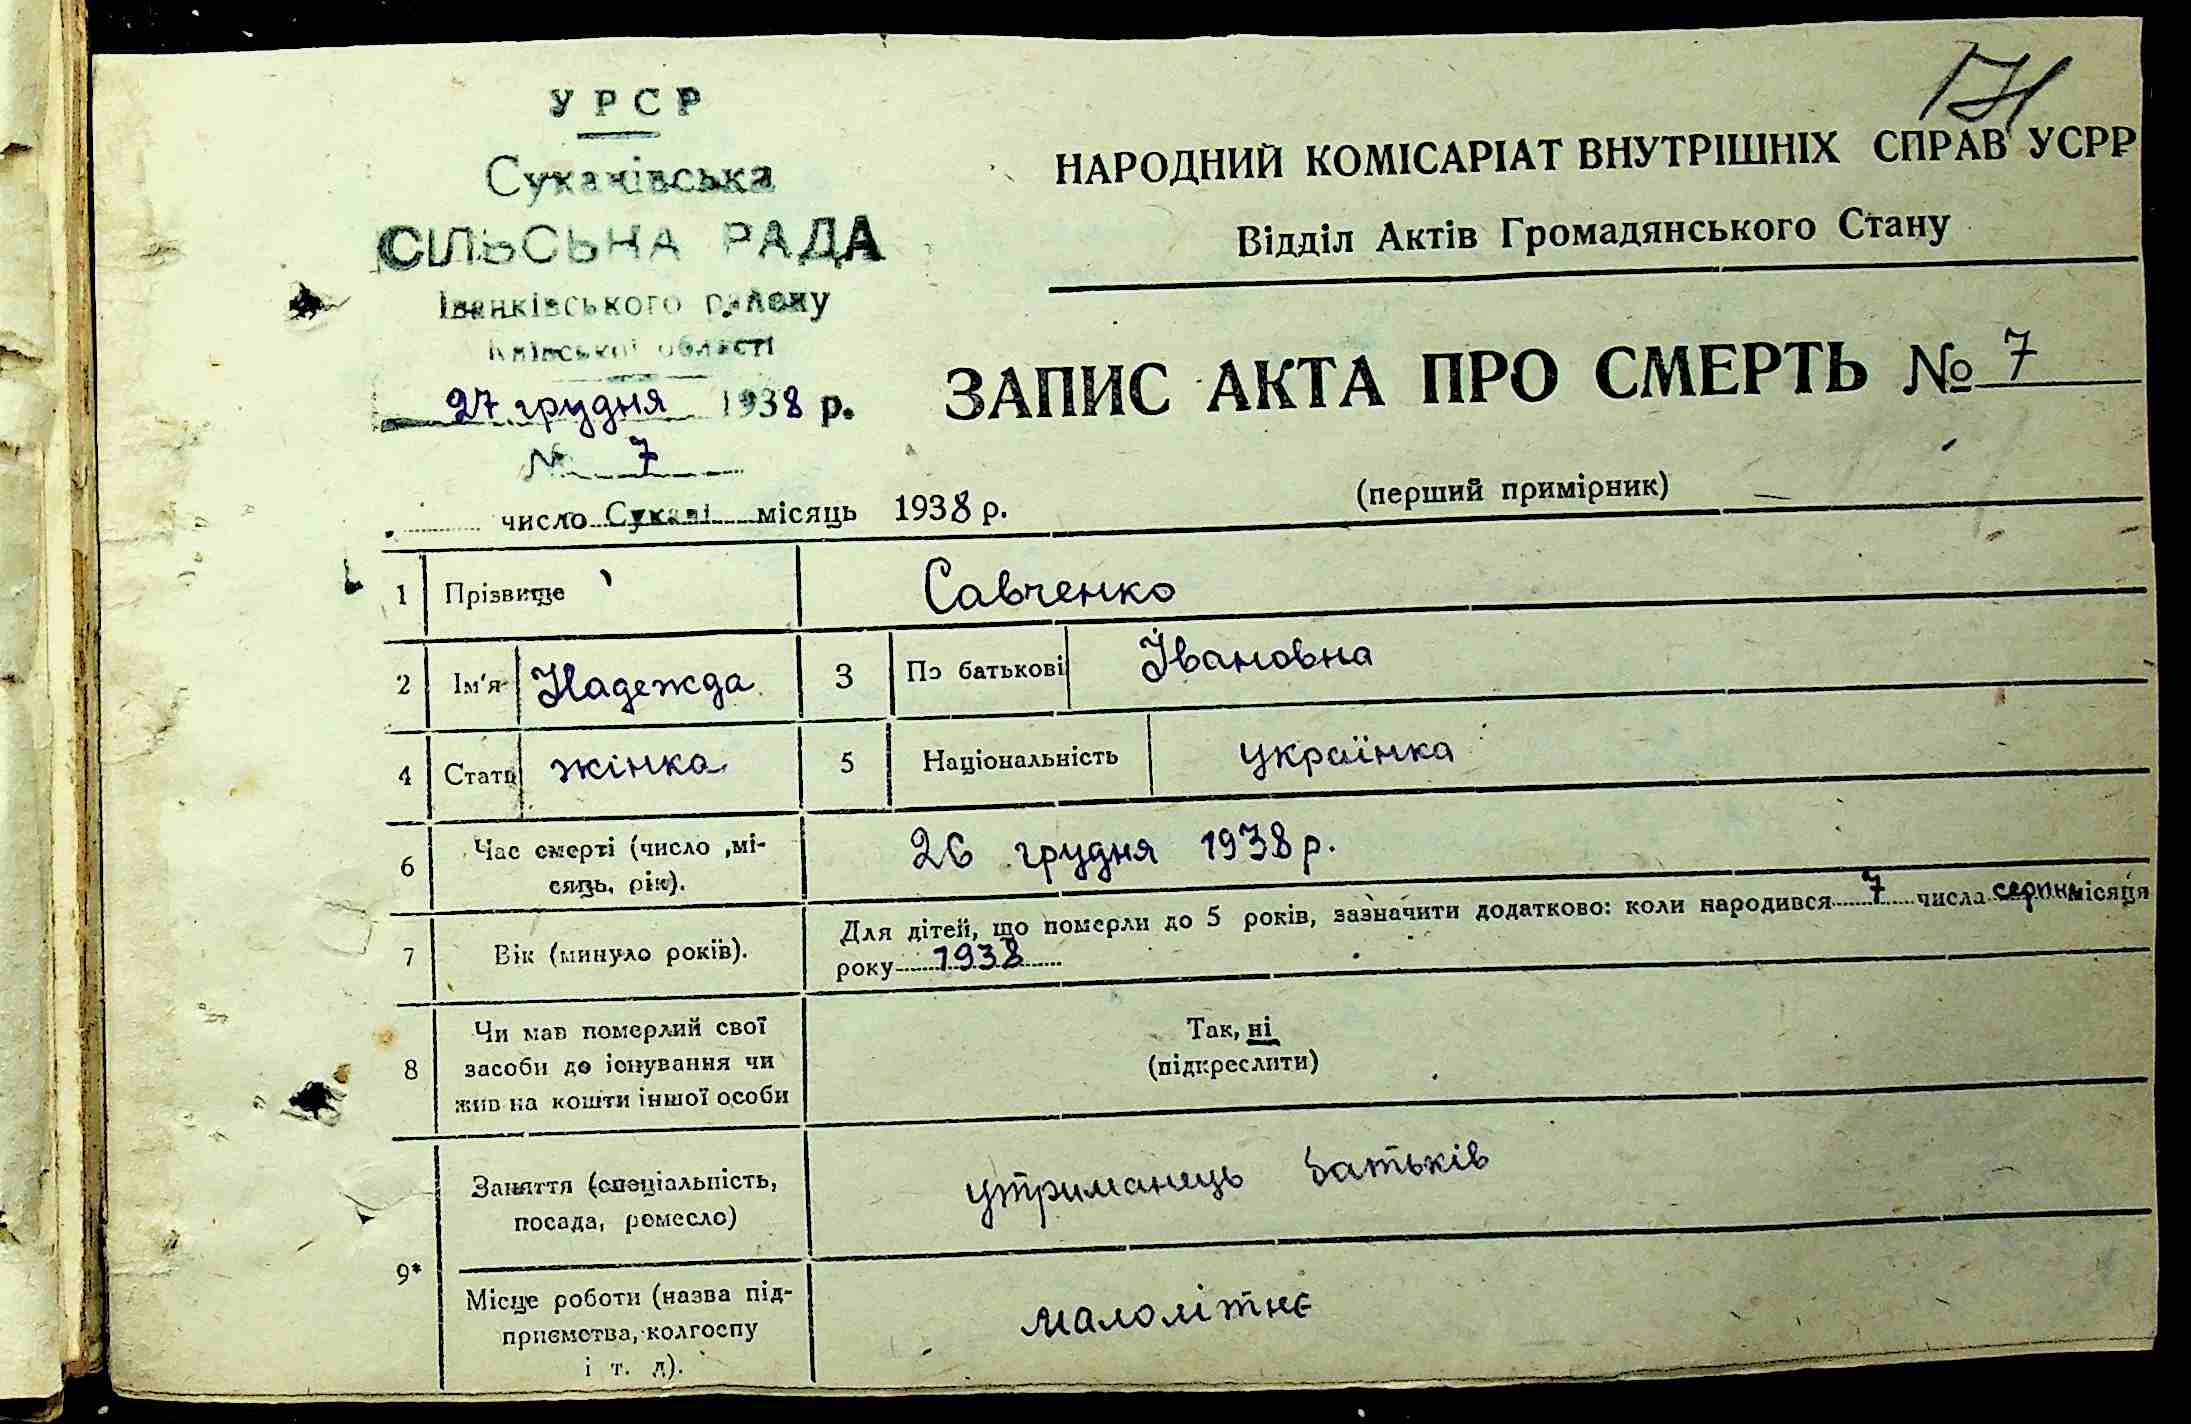 УРСР
Сукачівська
СІЛЬСЬНА РАДА
Іванківського району
Київської області
27 грудня 1938 р.
№ 7
НАРОДНИЙ КОМІСАРІАТ ВНУТРІШНІХ СПРАВ УСРР
Відділ Актів Громадянського Стану
ЗАПИС АКТА ПРО СМЕРТЬ № 7
(перший примірник)
число Сукачі місяць 1938 р.
1 Прізвище Савченко
2 Ім'я Надежда 3 По батькові Івановна
4 Стать жінка 5 Національність українка
6 Час смерті (число ,мі-
сяць, рік). 26 грудня 1938 р.
7 Вік (минуло років). Для дітей, що померли до 5 років, зазначити додатково: коли народився 7 числа серпня місяця
року 1938
8 Чи мав померлий свої
засоби до існування чи
жив на кошти іншої особи
Так, ні
(підкреслити)
9* Заняття (спеціальність,
посада, ремесло) утриманець батьків
Місце роботи (назва під-
приємства, колгоспу
і т. д). малолітнє